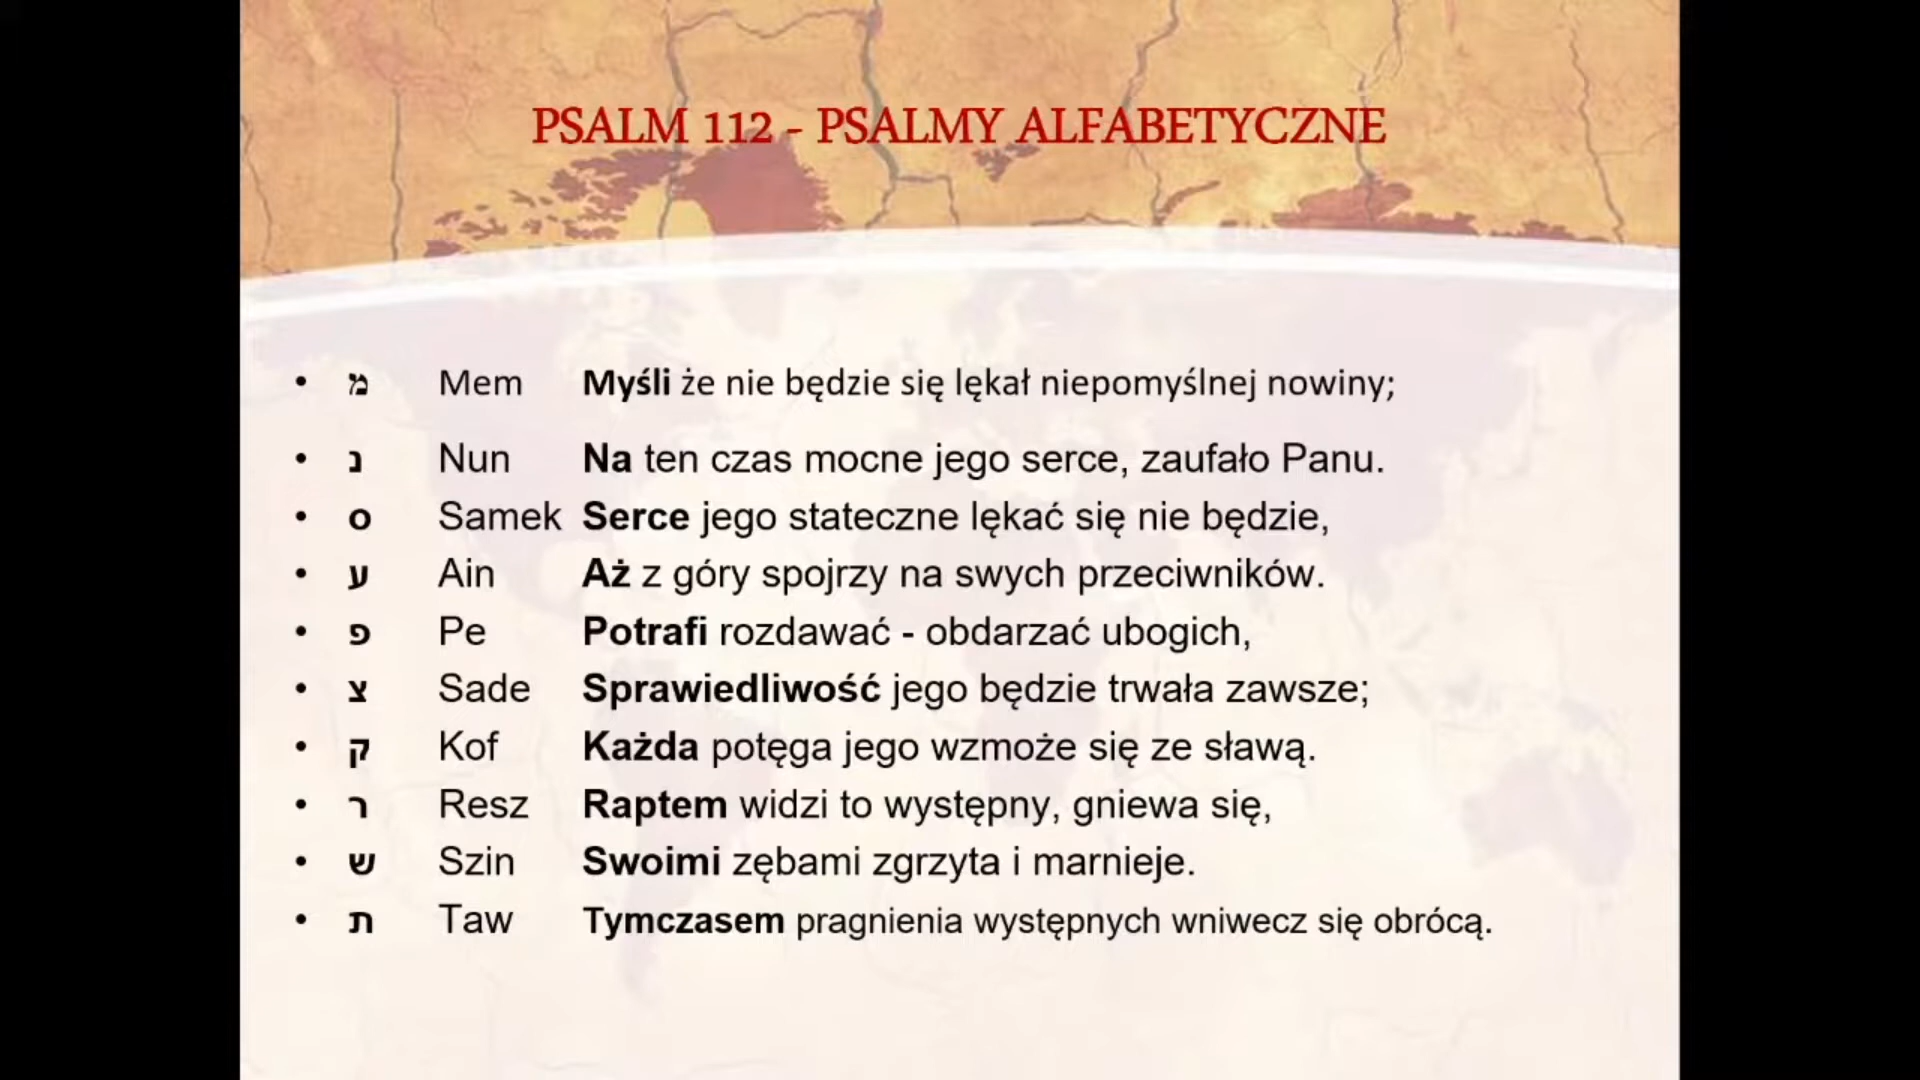 PSALM 112 - PSALMY ALFABETYCZNE
• מ Mem Myśli że nie będzie się lękał niepomyślnej nowiny;
• נ Nun Na ten czas mocne jego serce, zaufało Panu.
• ס Samek Serce jego stateczne lękać się nie będzie,
• ע Ain Aż z góry spojrzy na swych przeciwników.
• פ Pe Potrafi rozdawać - obdarzać ubogich,
• צ Sade Sprawiedliwość jego będzie trwała zawsze;
• ק Kof Każda potęga jego wzmoże się ze sławą.
• ר Resz Raptem widzi to występny, gniewa się,
• ש Szin Swoimi zębami zgrzyta i marnieje.
• ת Taw Tymczasem pragnienia występnych wniwecz się obrócą.